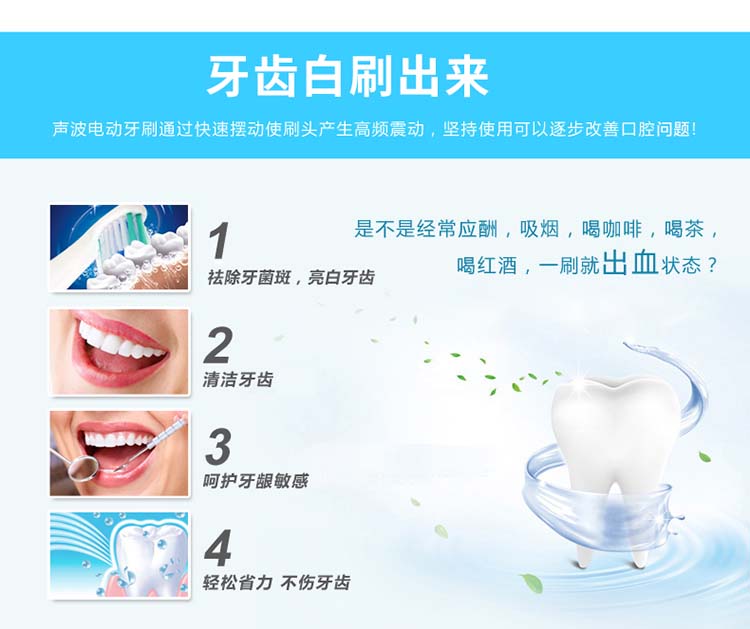 牙齿白刷出来
声波电动牙刷通过快速摆动使刷头产生高频震动，坚持使用可以逐步改善口腔问题!
是不是经常应酬，吸烟，喝咖啡，喝茶，
喝红酒，一刷就出血状态？
1
祛除牙菌斑，亮白牙齿
2
清洁牙齿
3
呵护牙龈敏感
4
轻松省力 不伤牙齿